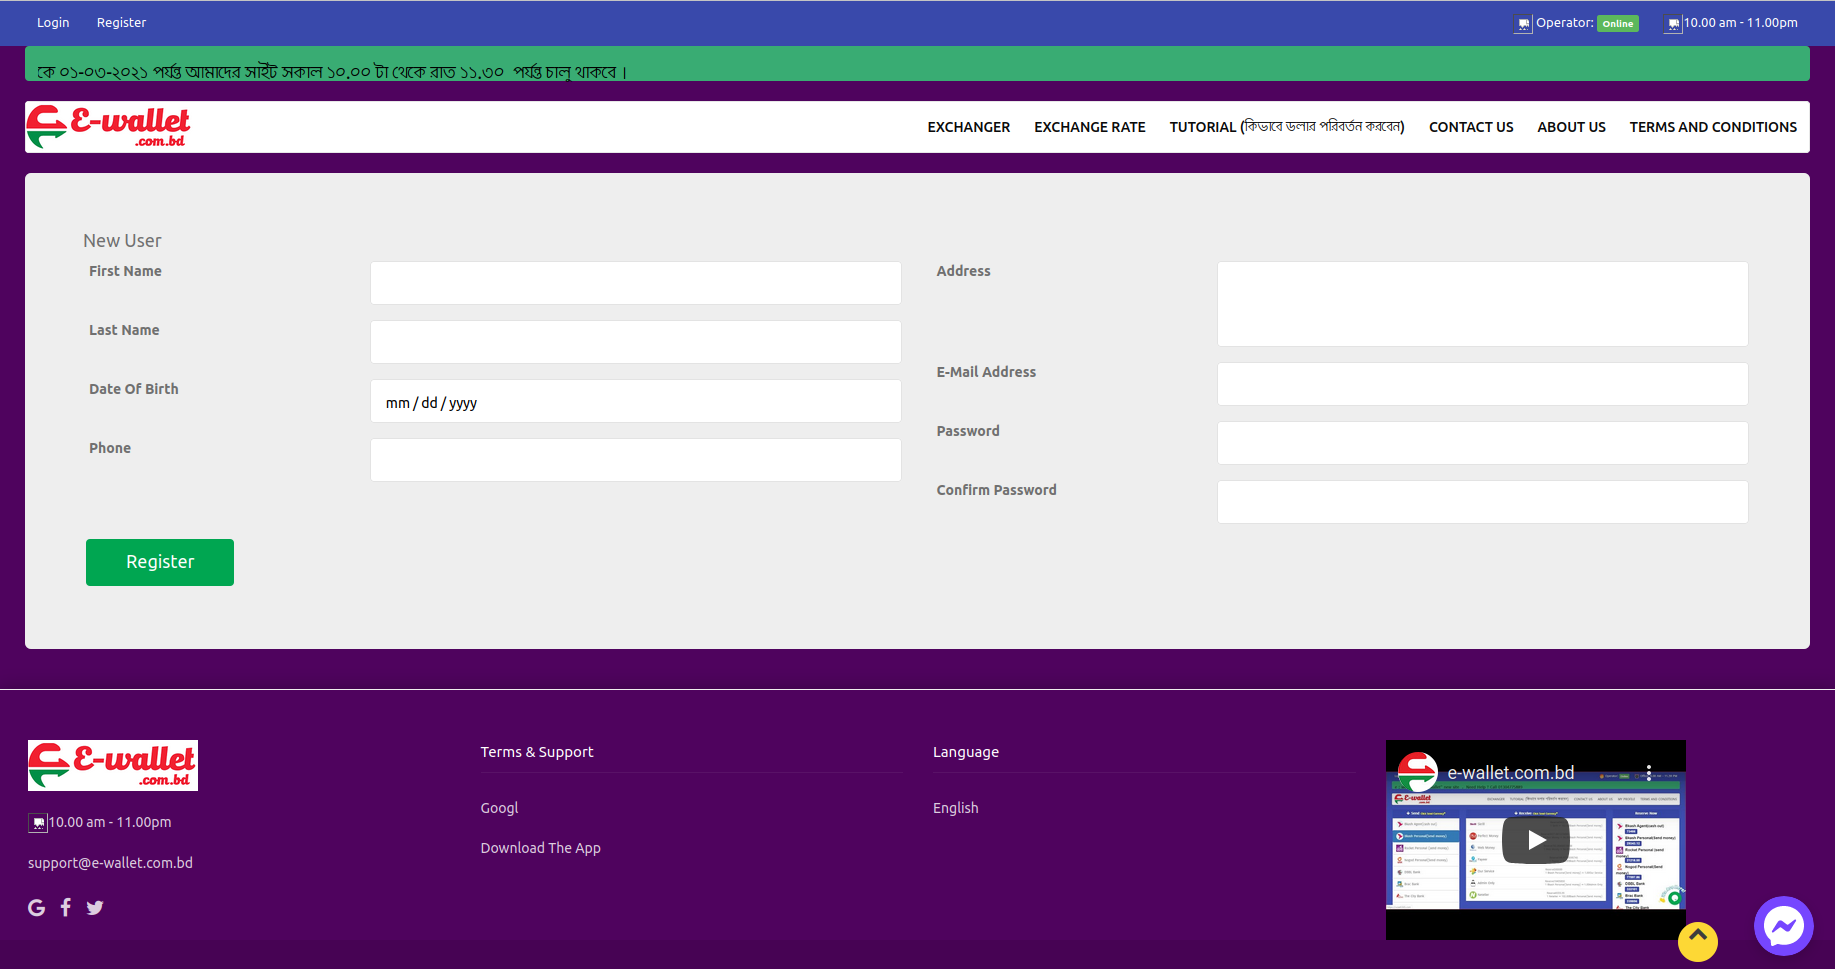 Login Register Operator: Online 10.00 am - 11.00pm
কে ০১-০৩-২০২১ পর্যন্ত আমাদের সাইট সকাল ১০.০০ টা থেকে রাত ১১.৩০ পর্যন্ত চালু থাকবে।
E-wallet
.com.bd
EXCHANGER EXCHANGE RATE TUTORIAL (কিভাবে ডলার পরিবর্তন করবেন) CONTACT US ABOUT US TERMS AND CONDITIONS
New User
First Name
Last Name
Date Of Birth
mm / dd / yyyy
Phone
Address
E-Mail Address
Password
Confirm Password
Register
E-wallet
.com.bd
10.00 am - 11.00pm
support@e-wallet.com.bd
Terms & Support
Googl
Download The App
Language
English
e-wallet.com.bd